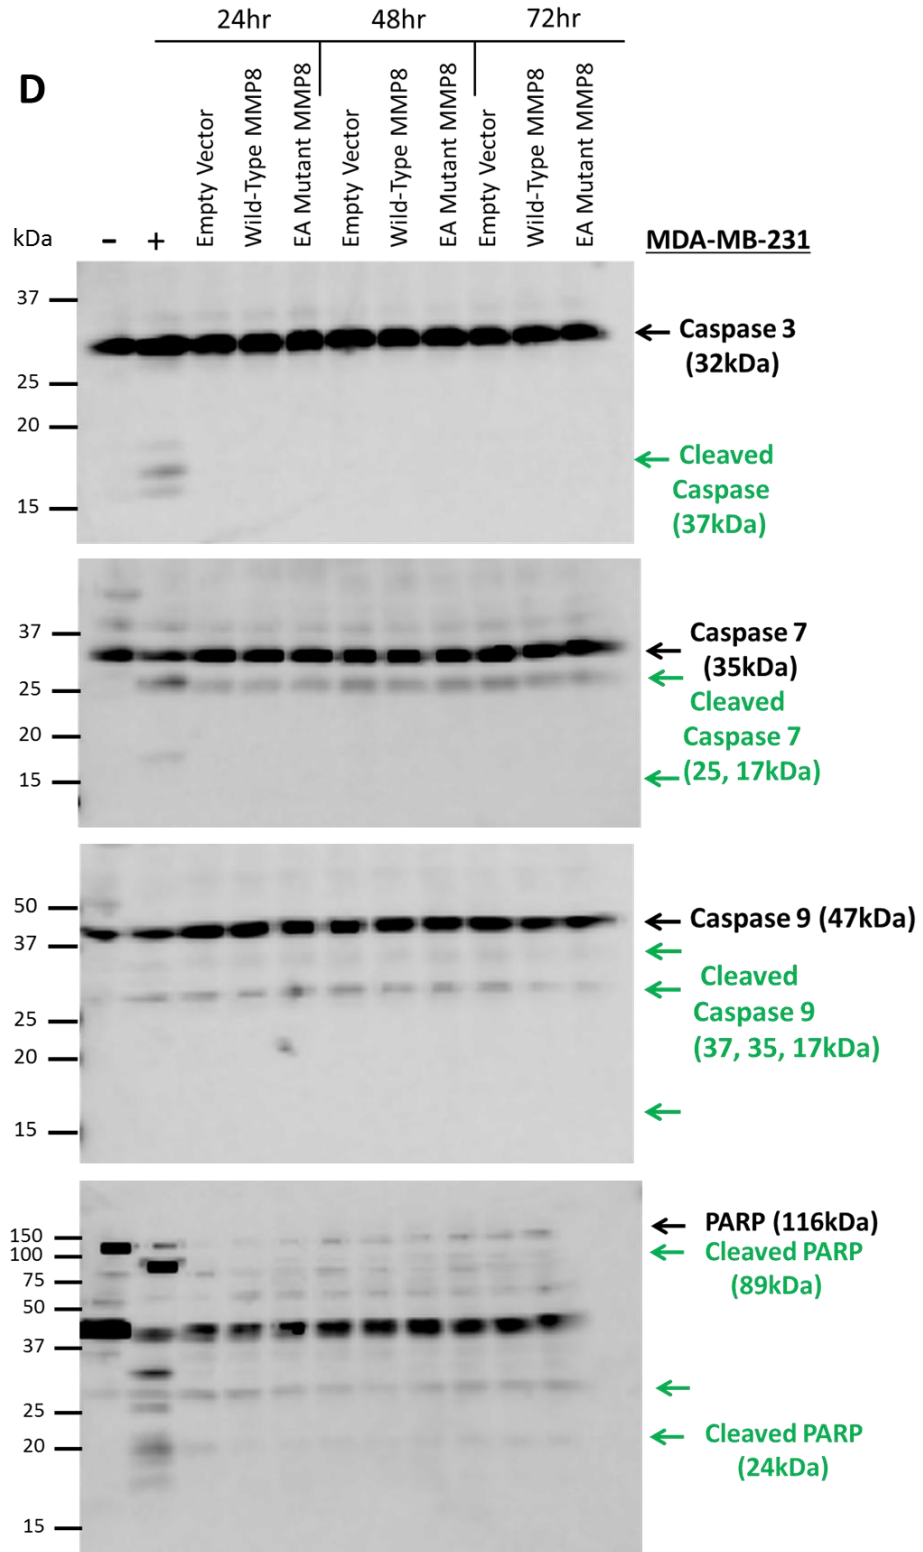 24hr 48hr 72hr
D
Empty Vector
Wild-Type MMP8
EA Mutant MMP8
Empty Vector
Wild-Type MMP8
EA Mutant MMP8
Empty Vector
Wild-Type MMP8
EA Mutant MMP8
kDa - + MDA-MB-231
37
25
20
15
Caspase 3
(32kDa)
Cleaved
Caspase
(37kDa)
37
25
20
15
Caspase 7
(35kDa)
Cleaved
Caspase 7
(25, 17kDa)
50
37
25
20
15
Caspase 9 (47kDa)
Cleaved
Caspase 9
(37, 35, 17kDa)
150
100
75
50
37
25
20
15
PARP (116kDa)
Cleaved PARP
(89kDa)
Cleaved PARP
(24kDa)